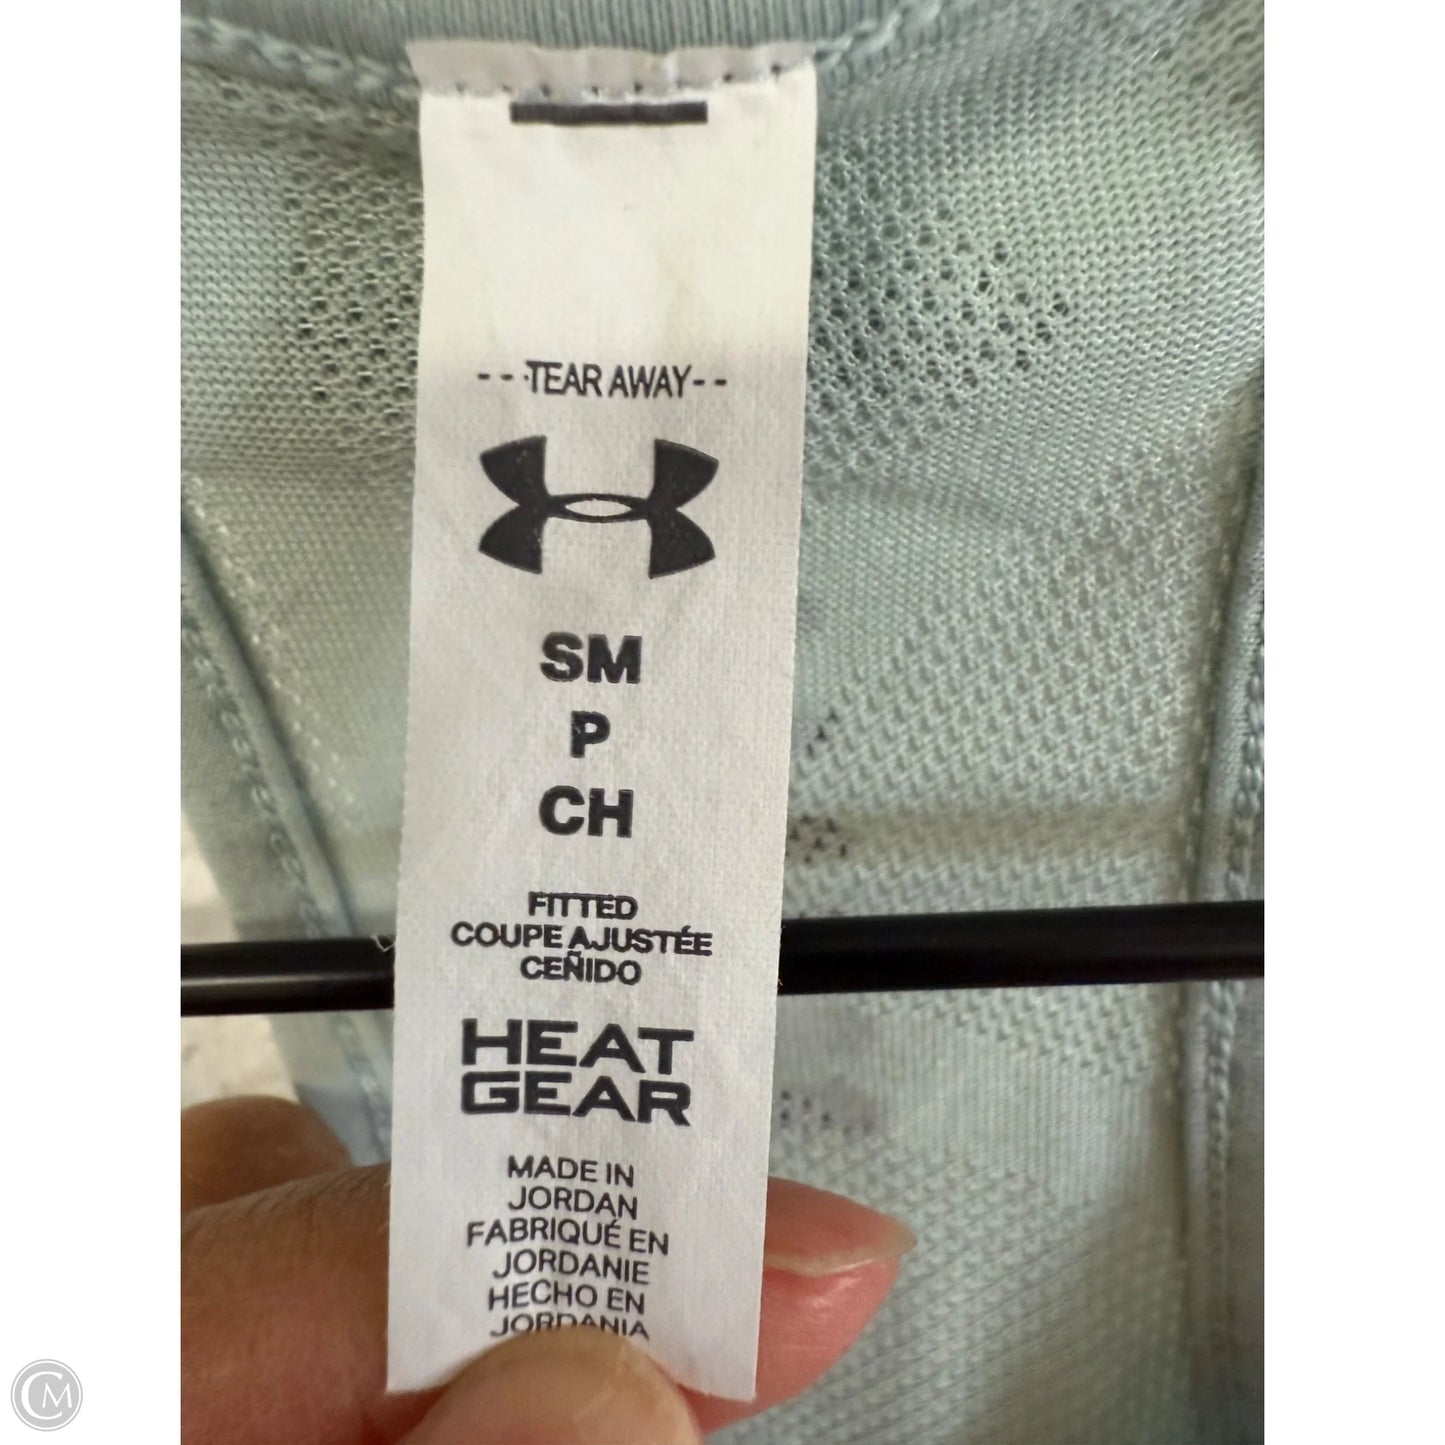 ---TEAR AWAY--
SM
P
CH
FITTED
COUPE AJUSTÉE
CEÑIDO
HEAT
GEAR
MADE IN
JORDAN
FABRIQUÉ EN
JORDANIE
HECHO EN
JORDANIA
CM